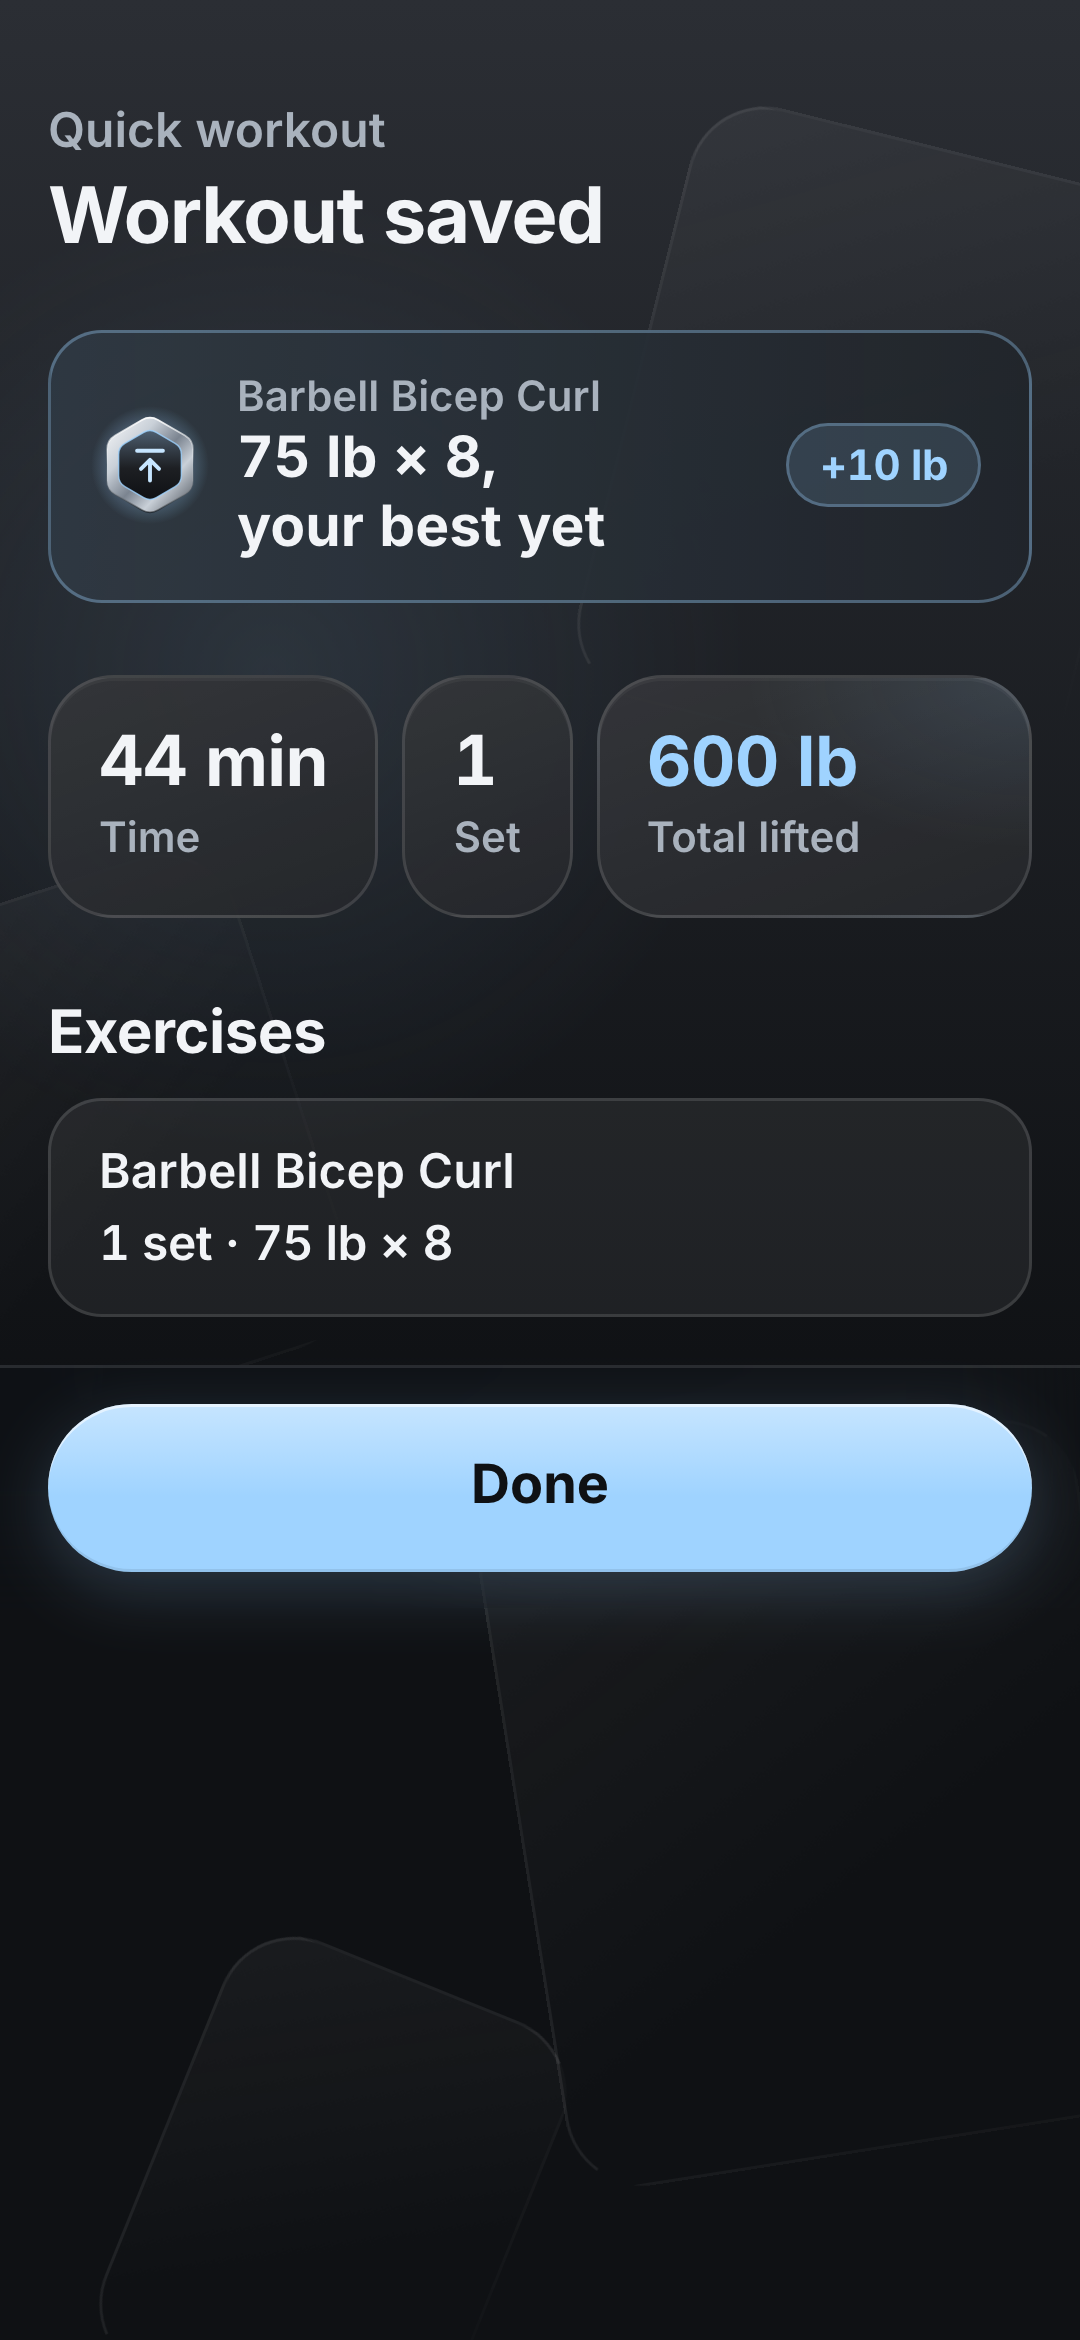 Quick workout
Workout saved
Barbell Bicep Curl
75 lb × 8,
your best yet
+10 lb
44 min
Time
1
Set
600 lb
Total lifted
Exercises
Barbell Bicep Curl
1 set · 75 lb × 8
Done